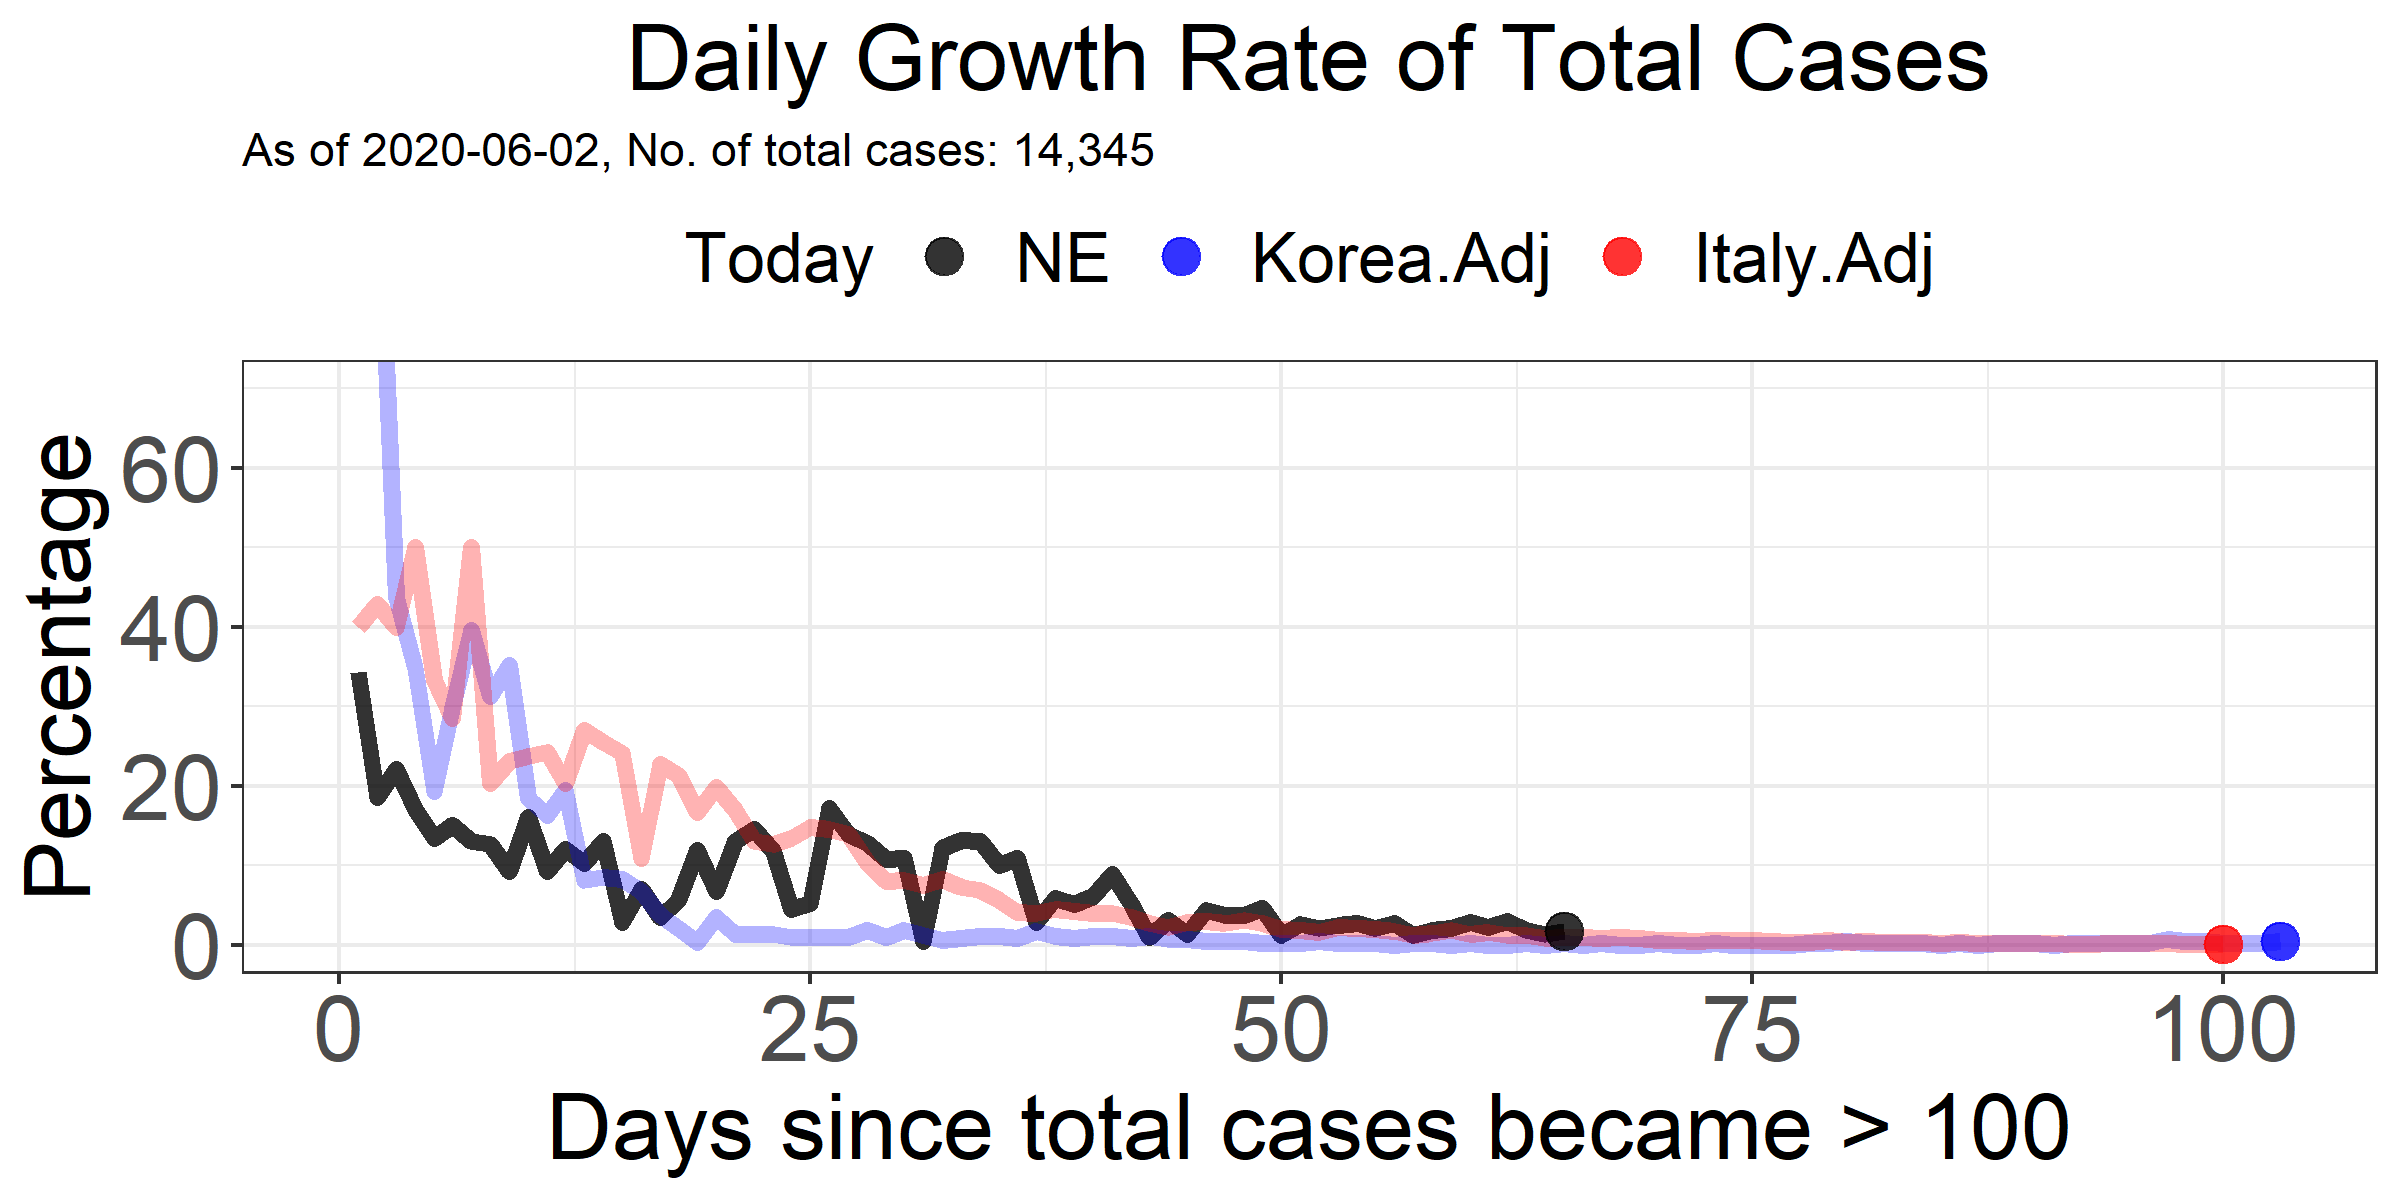 Daily Growth Rate of Total Cases
As of 2020-06-02, No. of total cases: 14,345
Today NE Korea.Adj Italy.Adj
Percentage
60
40
20
0
0 25 50 75 100
Days since total cases became > 100